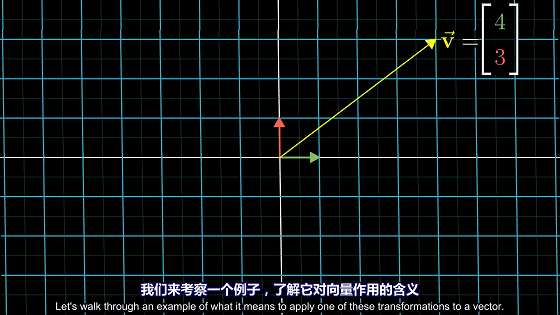 v⃗ = [4
3]
我们来考察一个例子，了解它对向量作用的含义
Let's walk through an example of what it means to apply one of these transformations to a vector.